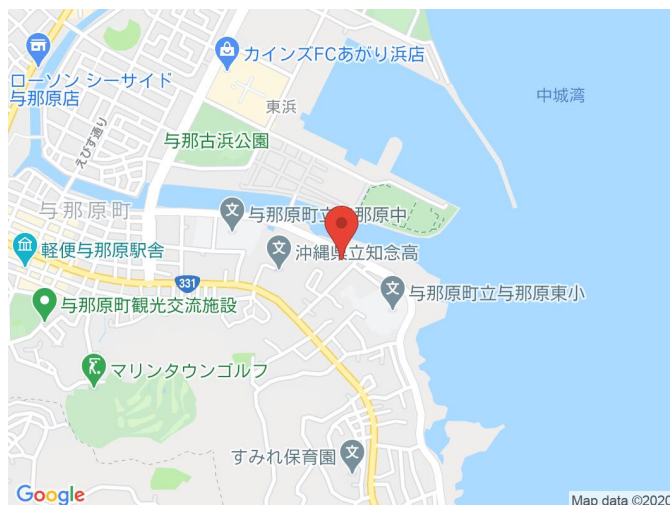 カインズFCあがり浜店
ローソン シーサイド
与那原店
東浜
中城湾
えびす通り
与那古浜公園
与那原町
与那原町立与那原中
沖縄県立知念高
軽便与那原駅舎
331
与那原町立与那原東小
与那原町観光交流施設
マリンタウンゴルフ
すみれ保育園
Google
Map data ©2020